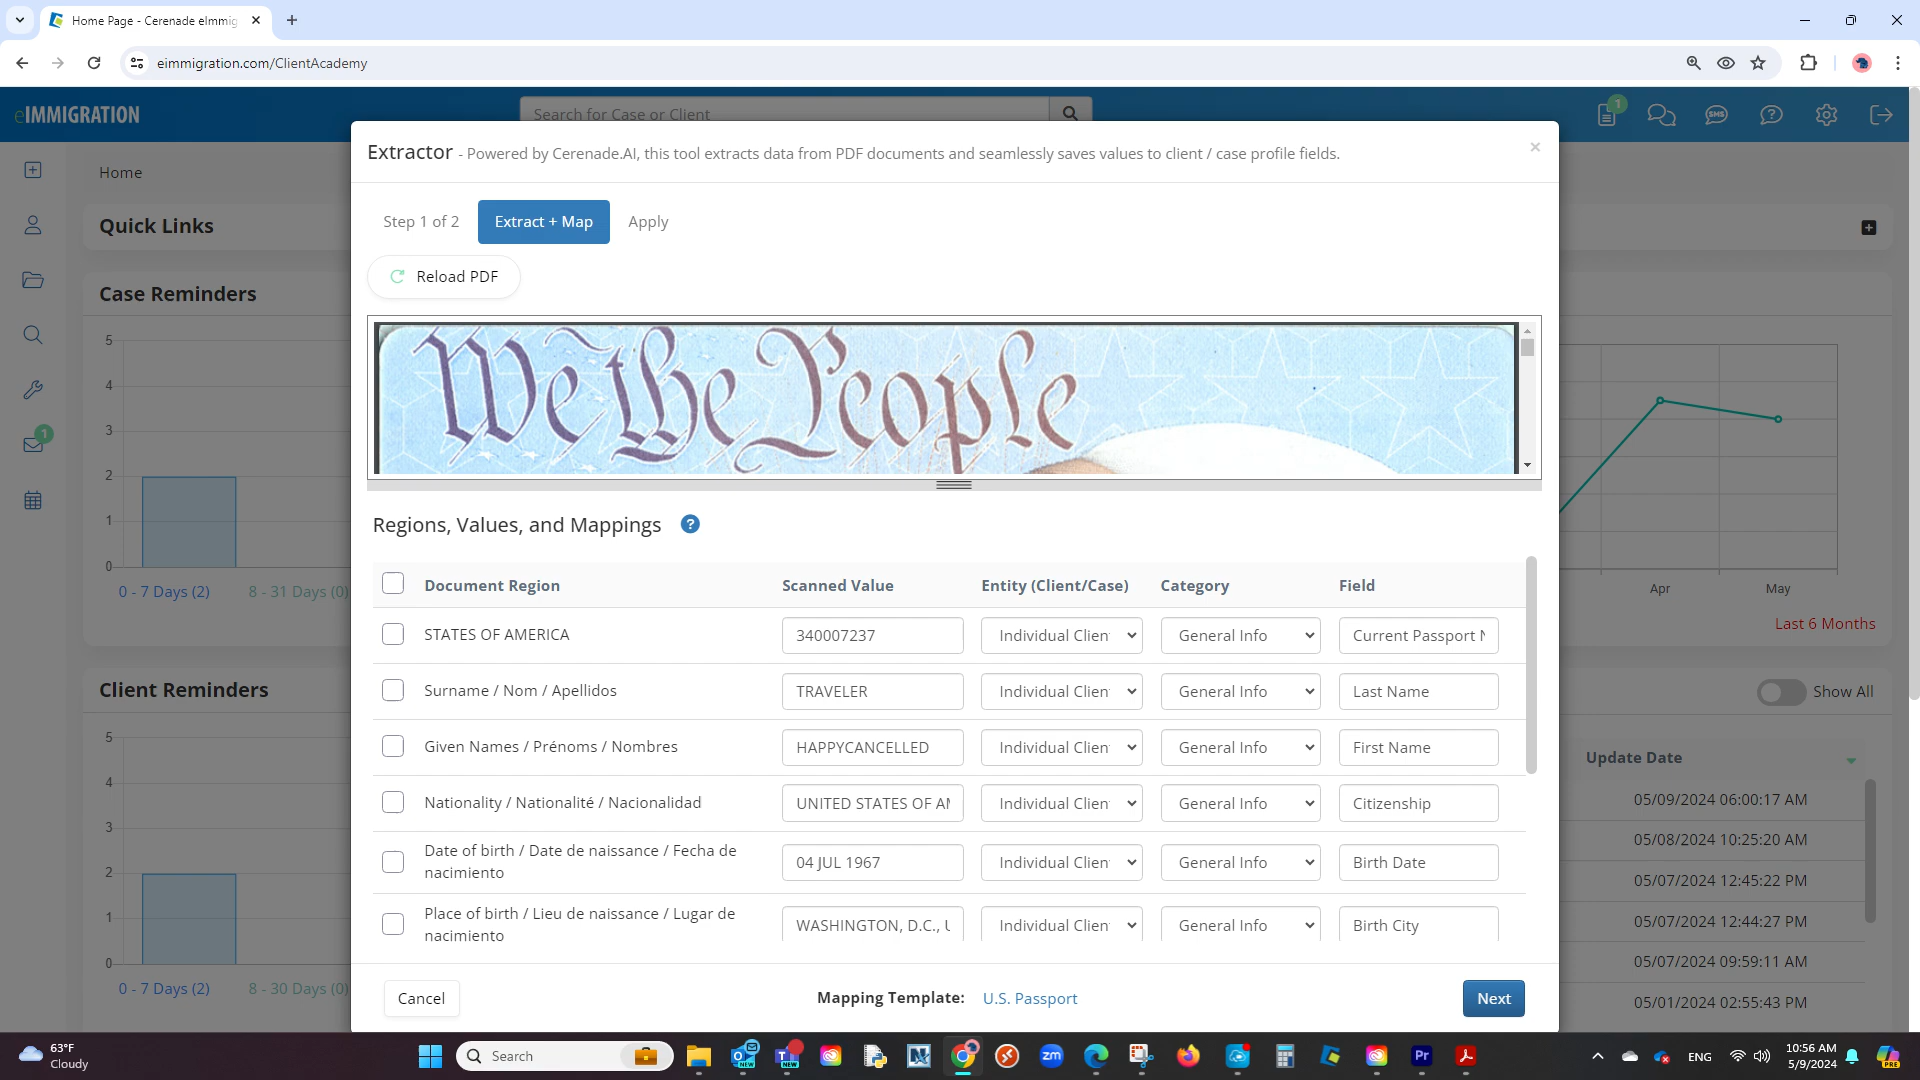 Home Page - Cerenade eImmig
eimmigration.com/ClientAcademy
eIMMIGRATION
Search for Case or Client
1
Home
Quick Links
Case Reminders
5
4
3
2
1
0
0 - 7 Days (2)
8 - 31 Days (0)
Client Reminders
5
4
3
2
1
0
0 - 7 Days (2)
8 - 30 Days (0)
1
Extractor - Powered by Cerenade.AI, this tool extracts data from PDF documents and seamlessly saves values to client / case profile fields.
×
Step 1 of 2
Extract + Map
Apply
Reload PDF
We the People
Regions, Values, and Mappings ?
Document Region Scanned Value Entity (Client/Case) Category Field
STATES OF AMERICA 340007237 Individual Clien General Info Current Passport N
Surname / Nom / Apellidos TRAVELER Individual Clien General Info Last Name
Given Names / Prénoms / Nombres HAPPYCANCELLED Individual Clien General Info First Name
Nationality / Nationalité / Nacionalidad UNITED STATES OF AM Individual Clien General Info Citizenship
Date of birth / Date de naissance / Fecha de
nacimiento 04 JUL 1967 Individual Clien General Info Birth Date
Place of birth / Lieu de naissance / Lugar de
nacimiento WASHINGTON, D.C., U Individual Clien General Info Birth City
Cancel
Mapping Template: U.S. Passport
Next
Apr
May
Last 6 Months
Show All
Update Date
05/09/2024 06:00:17 AM
05/08/2024 10:25:20 AM
05/07/2024 12:45:22 PM
05/07/2024 12:44:27 PM
05/07/2024 09:59:11 AM
05/01/2024 02:55:43 PM
63°F
Cloudy
Search
NEW
NEW
zm
Pr
ENG
10:56 AM
5/9/2024
PRE